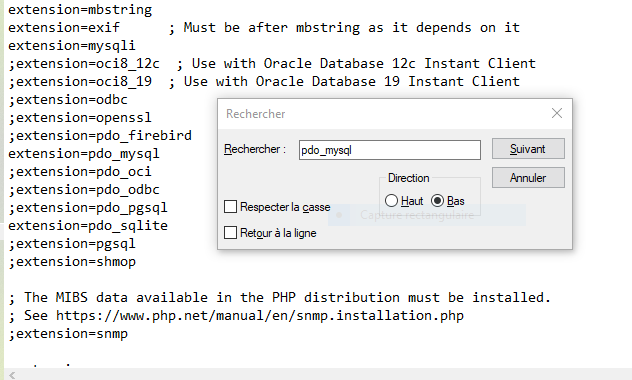 extension=mbstring
extension=exif      ; Must be after mbstring as it depends on it
extension=mysqli
;extension=oci8_12c  ; Use with Oracle Database 12c Instant Client
;extension=oci8_19  ; Use with Oracle Database 19 Instant Client
;extension=odbc
;extension=openssl
;extension=pdo_firebird
extension=pdo_mysql
;extension=pdo_oci
;extension=pdo_odbc
;extension=pdo_pgsql
extension=pdo_sqlite
;extension=pgsql
;extension=shmop
; The MIBS data available in the PHP distribution must be installed.
; See https://www.php.net/manual/en/snmp.installation.php
;extension=snmp
Rechercher
Rechercher :
pdo_mysql
Suivant
Annuler
Direction
Haut
Bas
Respecter la casse
Retour à la ligne
Capture rectangulaire